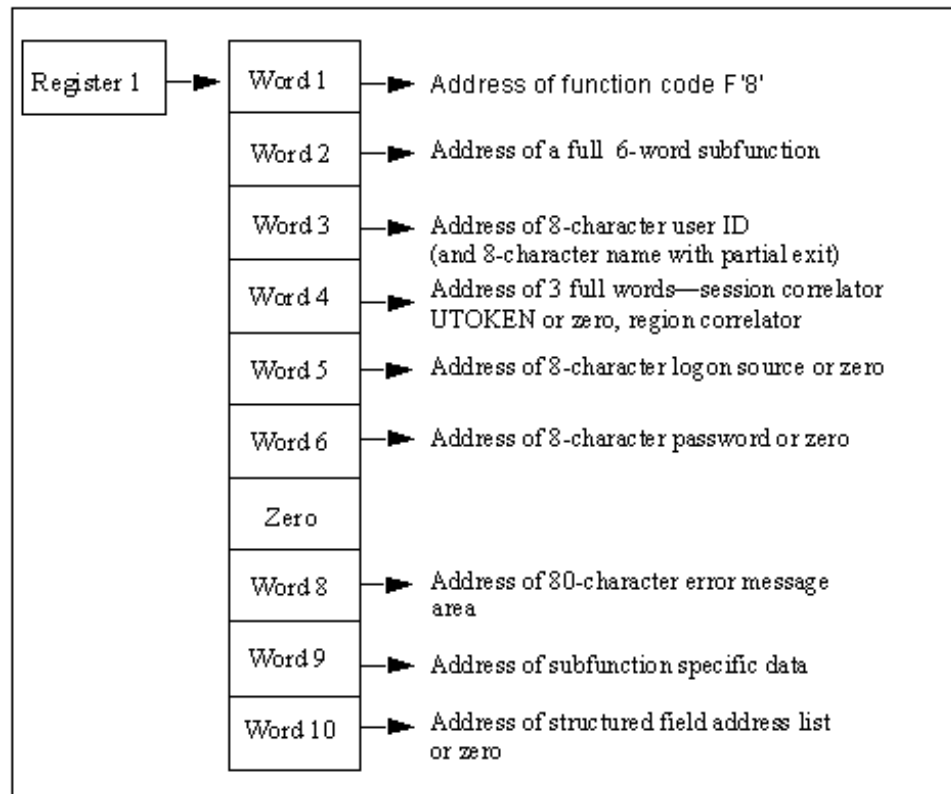 Register 1
Word 1
Address of function code F'8'
Word 2
Address of a full 6-word subfunction
Word 3
Address of 8-character user ID
(and 8-character name with partial exit)
Word 4
Address of 3 full words—session correlator
UTOKEN or zero, region correlator
Word 5
Address of 8-character logon source or zero
Word 6
Address of 8-character password or zero
Zero
Word 8
Address of 80-character error message
area
Word 9
Address of subfunction specific data
Word 10
Address of structured field address list
or zero